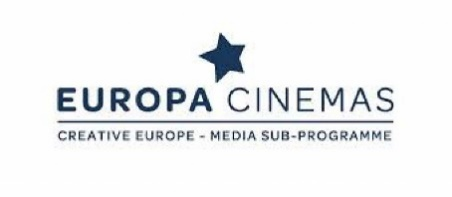 EUROPA CINEMAS
CREATIVE EUROPE - MEDIA SUB-PROGRAMME